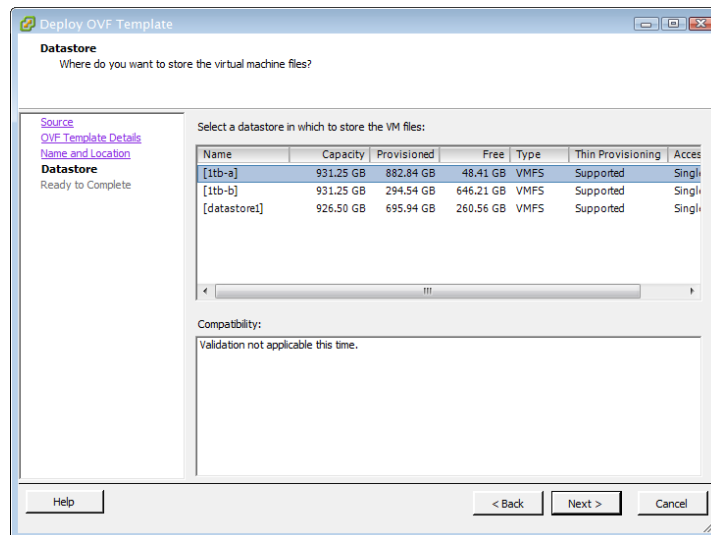 Deploy OVF Template
Datastore
Where do you want to store the virtual machine files?
Source
OVF Template Details
Name and Location
Datastore
Ready to Complete
Select a datastore in which to store the VM files:
Name Capacity Provisioned Free Type Thin Provisioning Acces
[1tb-a] 931.25 GB 882.84 GB 48.41 GB VMFS Supported Singl
[1tb-b] 931.25 GB 294.54 GB 646.21 GB VMFS Supported Singl
[datastore1] 926.50 GB 695.94 GB 260.56 GB VMFS Supported Singl
Compatibility:
Validation not applicable this time.
Help < Back Next > Cancel